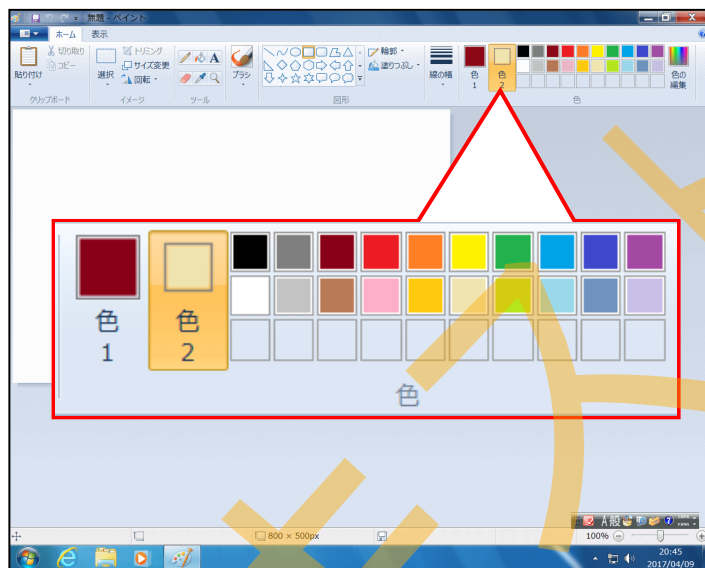 無題 - ペイント
ホーム 表示
貼り付け
切り取り
コピー
クリップボード
選択
トリミング
サイズ変更
回転
イメージ
A
ツール
ブラシ
図形
輪郭
塗りつぶし
線の幅
色
1
色
2
色の
編集
色
色
1
色
2
色
800 × 500px
100%
A 般
20:45
2017/04/09